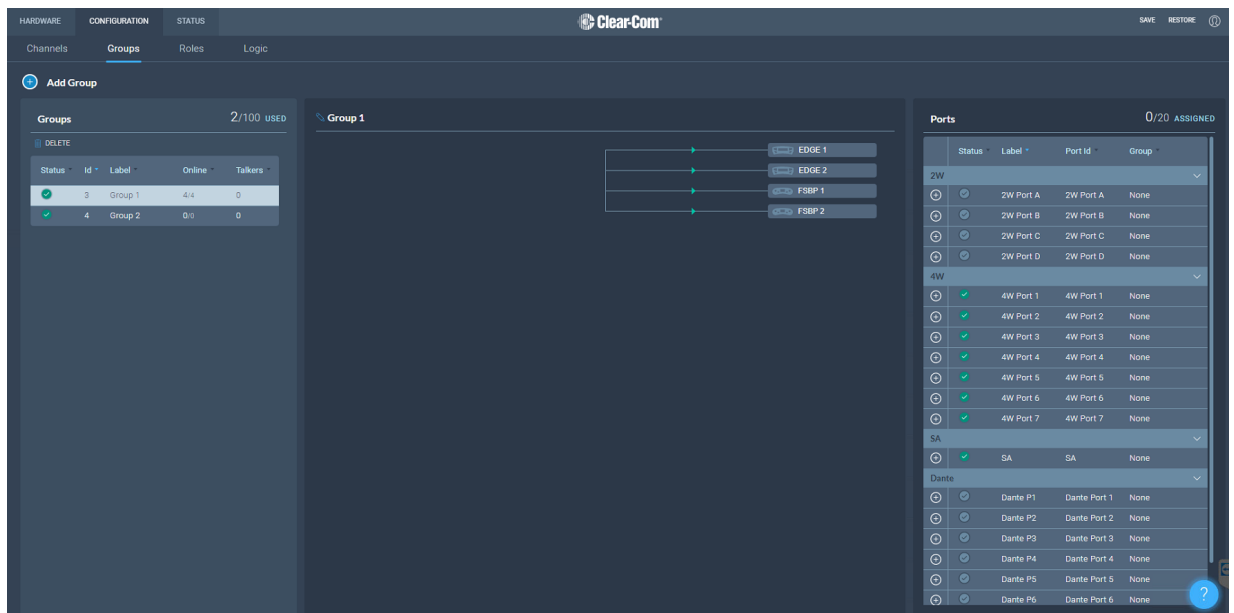 HARDWARE CONFIGURATION STATUS Clear-Com SAVE RESTORE
Channels Groups Roles Logic
Add Group
Groups 2/100 USED
DELETE
Status Id Label Online Talkers
3 Group 1 4/4 0
4 Group 2 0/0 0
Group 1
EDGE 1
EDGE 2
FSBP 1
FSBP 2
Ports 0/20 ASSIGNED
Status Label Port Id Group
2W
2W Port A 2W Port A None
2W Port B 2W Port B None
2W Port C 2W Port C None
2W Port D 2W Port D None
4W
4W Port 1 4W Port 1 None
4W Port 2 4W Port 2 None
4W Port 3 4W Port 3 None
4W Port 4 4W Port 4 None
4W Port 5 4W Port 5 None
4W Port 6 4W Port 6 None
4W Port 7 4W Port 7 None
SA
SA SA None
Dante
Dante P1 Dante Port 1 None
Dante P2 Dante Port 2 None
Dante P3 Dante Port 3 None
Dante P4 Dante Port 4 None
Dante P5 Dante Port 5 None
Dante P6 Dante Port 6 None
?